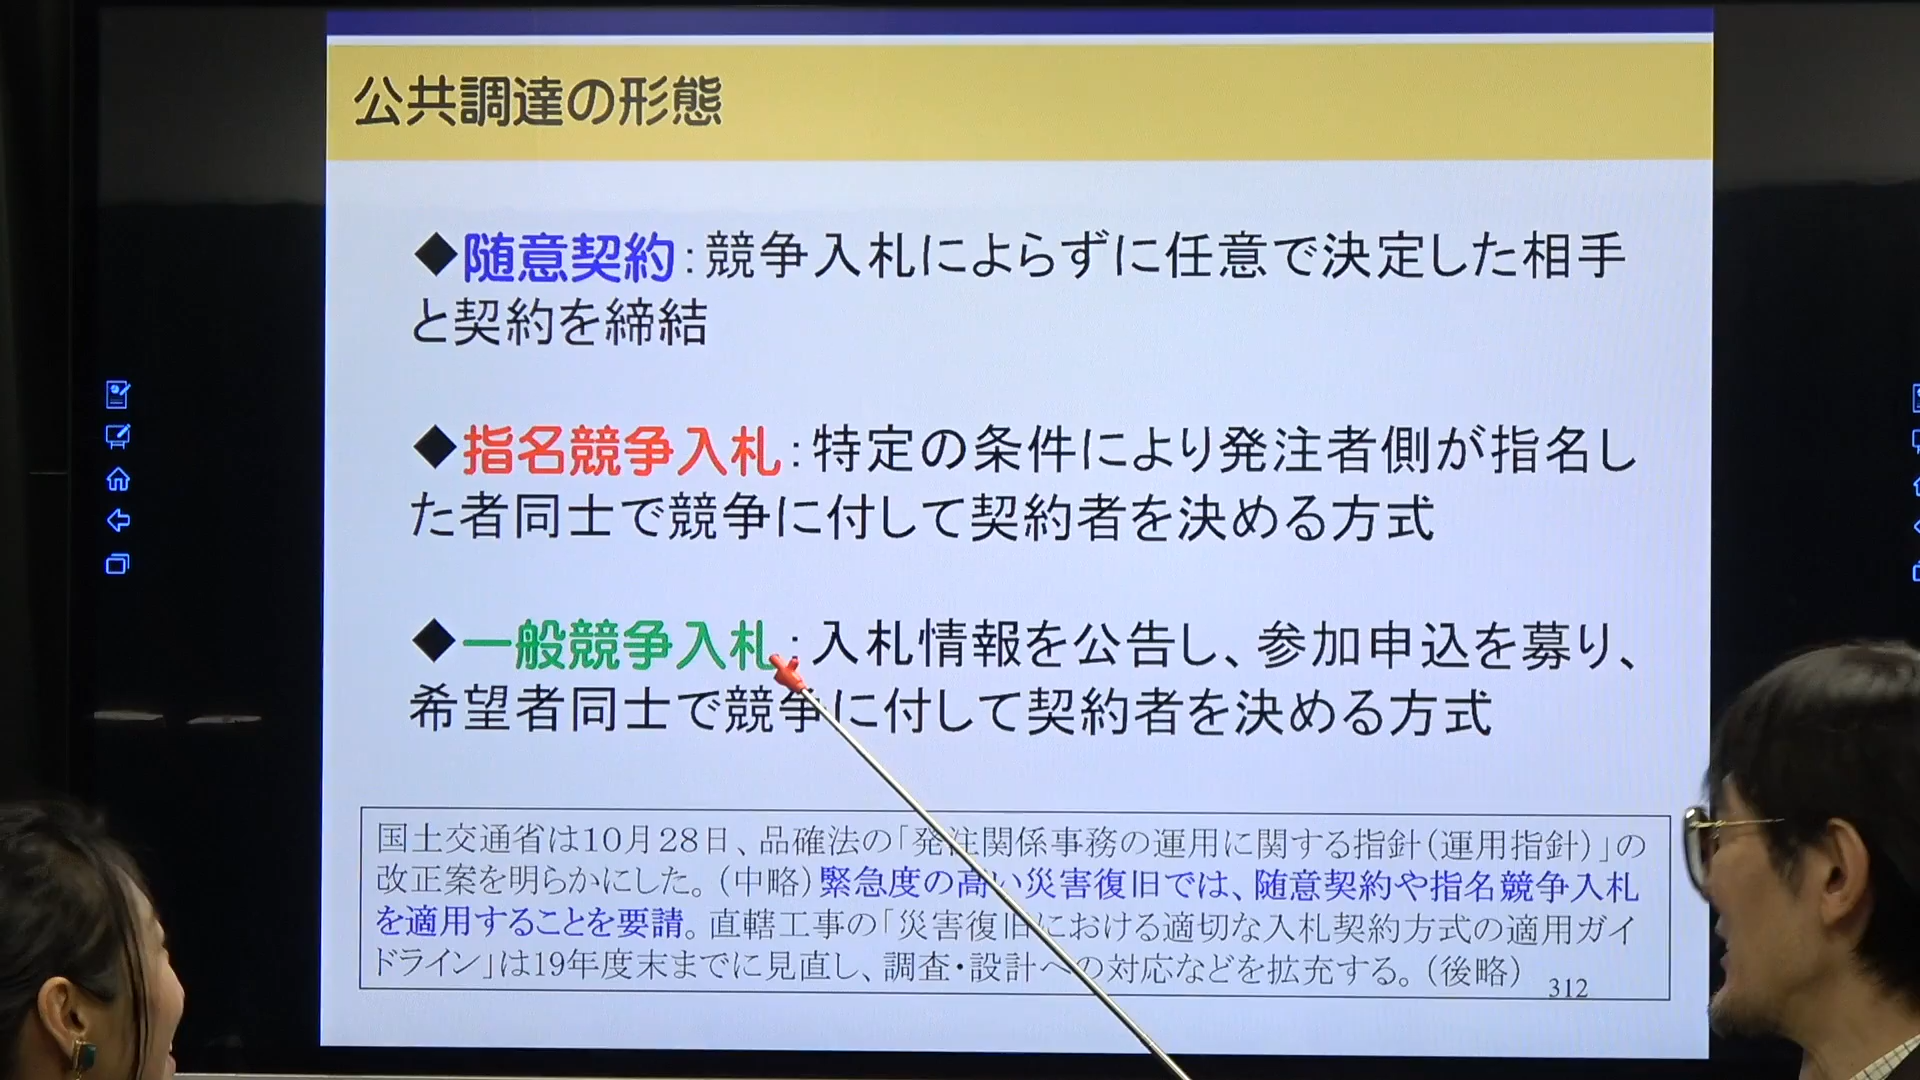 公共調達の形態
◆随意契約：競争入札によらずに任意で決定した相手
と契約を締結
◆指名競争入札：特定の条件により発注者側が指名し
た者同士で競争に付して契約者を決める方式
◆一般競争入札：入札情報を公告し、参加申込を募り、
希望者同士で競争に付して契約者を決める方式
国土交通省は10月28日、品確法の「発注関係事務の運用に関する指針（運用指針）」の
改正案を明らかにした。（中略）緊急度の高い災害復旧では、随意契約や指名競争入札
を適用することを要請。直轄工事の「災害復旧における適切な入札契約方式の適用ガイ
ドライン」は19年度末までに見直し、調査・設計への対応などを拡充する。（後略）
312